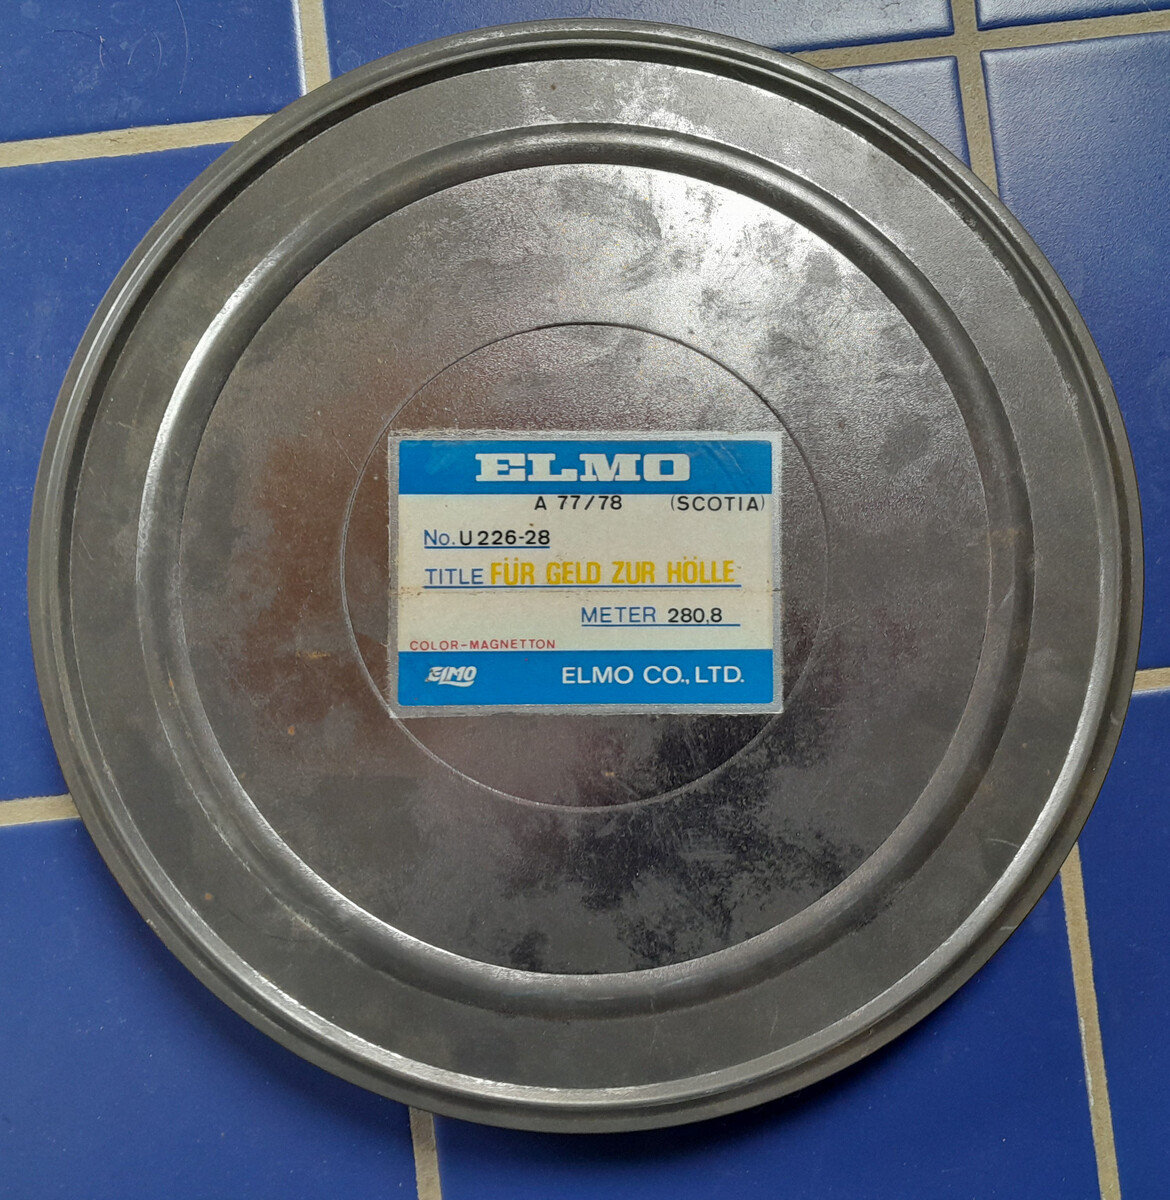 ELMO
A 77/78 (SCOTIA)
No. U 226-28
TITLE FÜR GELD ZUR HÖLLE
METER 280,8
COLOR-MAGNETTON
ELMO ELMO CO., LTD.